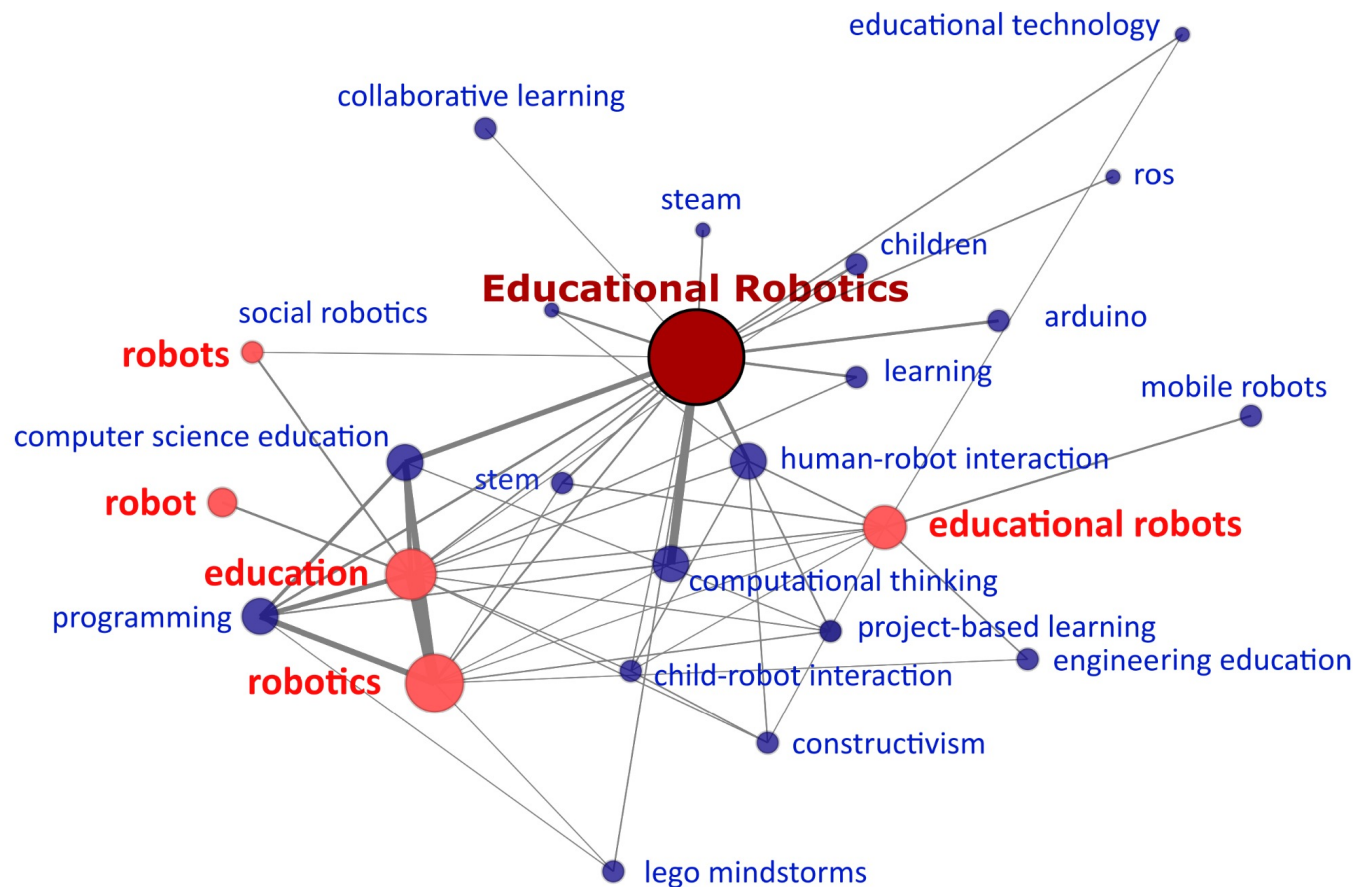 educational technology
collaborative learning
ros
steam
children
Educational Robotics
social robotics
arduino
robots
learning
mobile robots
computer science education
human-robot interaction
stem
robot
educational robots
education
computational thinking
programming
project-based learning
engineering education
robotics
child-robot interaction
constructivism
lego mindstorms